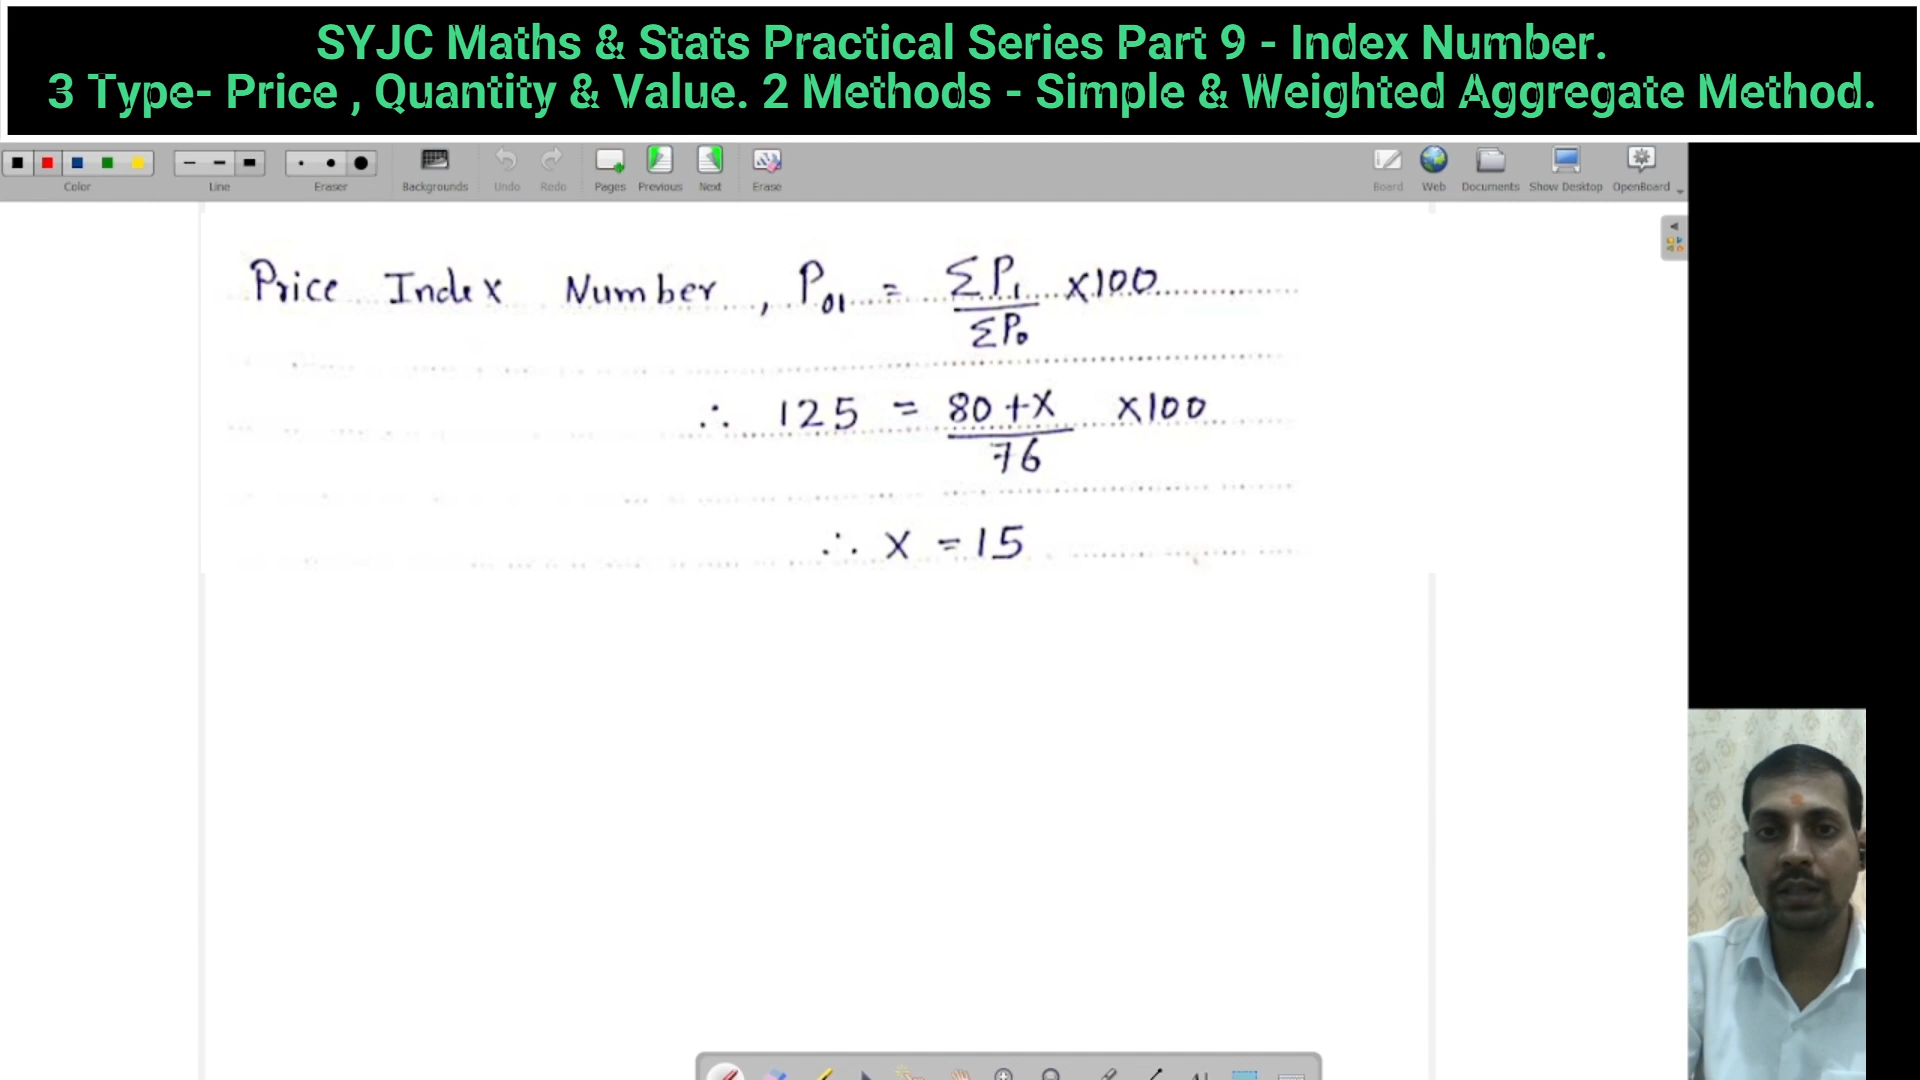 SYJC Maths & Stats Practical Series Part 9 - Index Number.
3 Type- Price , Quantity & Value. 2 Methods - Simple & Weighted Aggregate Method.
Color Line Eraser Backgrounds Undo Redo Pages Previous Next Erase Board Web Documents Show Desktop OpenBoard
Price Index Number , P₀₁ = ΣP₁/ΣP₀ ×100
∴ 125 = 80+x/76 ×100
∴ x = 15